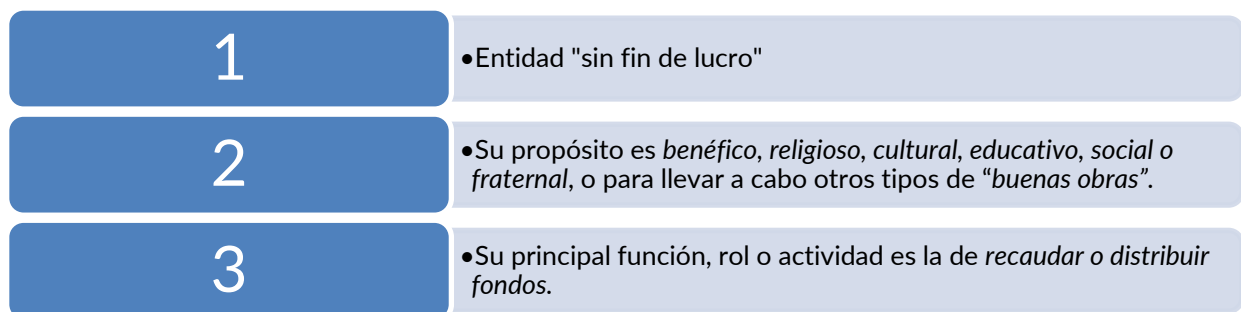 1
•Entidad "sin fin de lucro"
2
•Su propósito es benéfico, religioso, cultural, educativo, social o
fraternal, o para llevar a cabo otros tipos de “buenas obras”.
3
•Su principal función, rol o actividad es la de recaudar o distribuir
fondos.